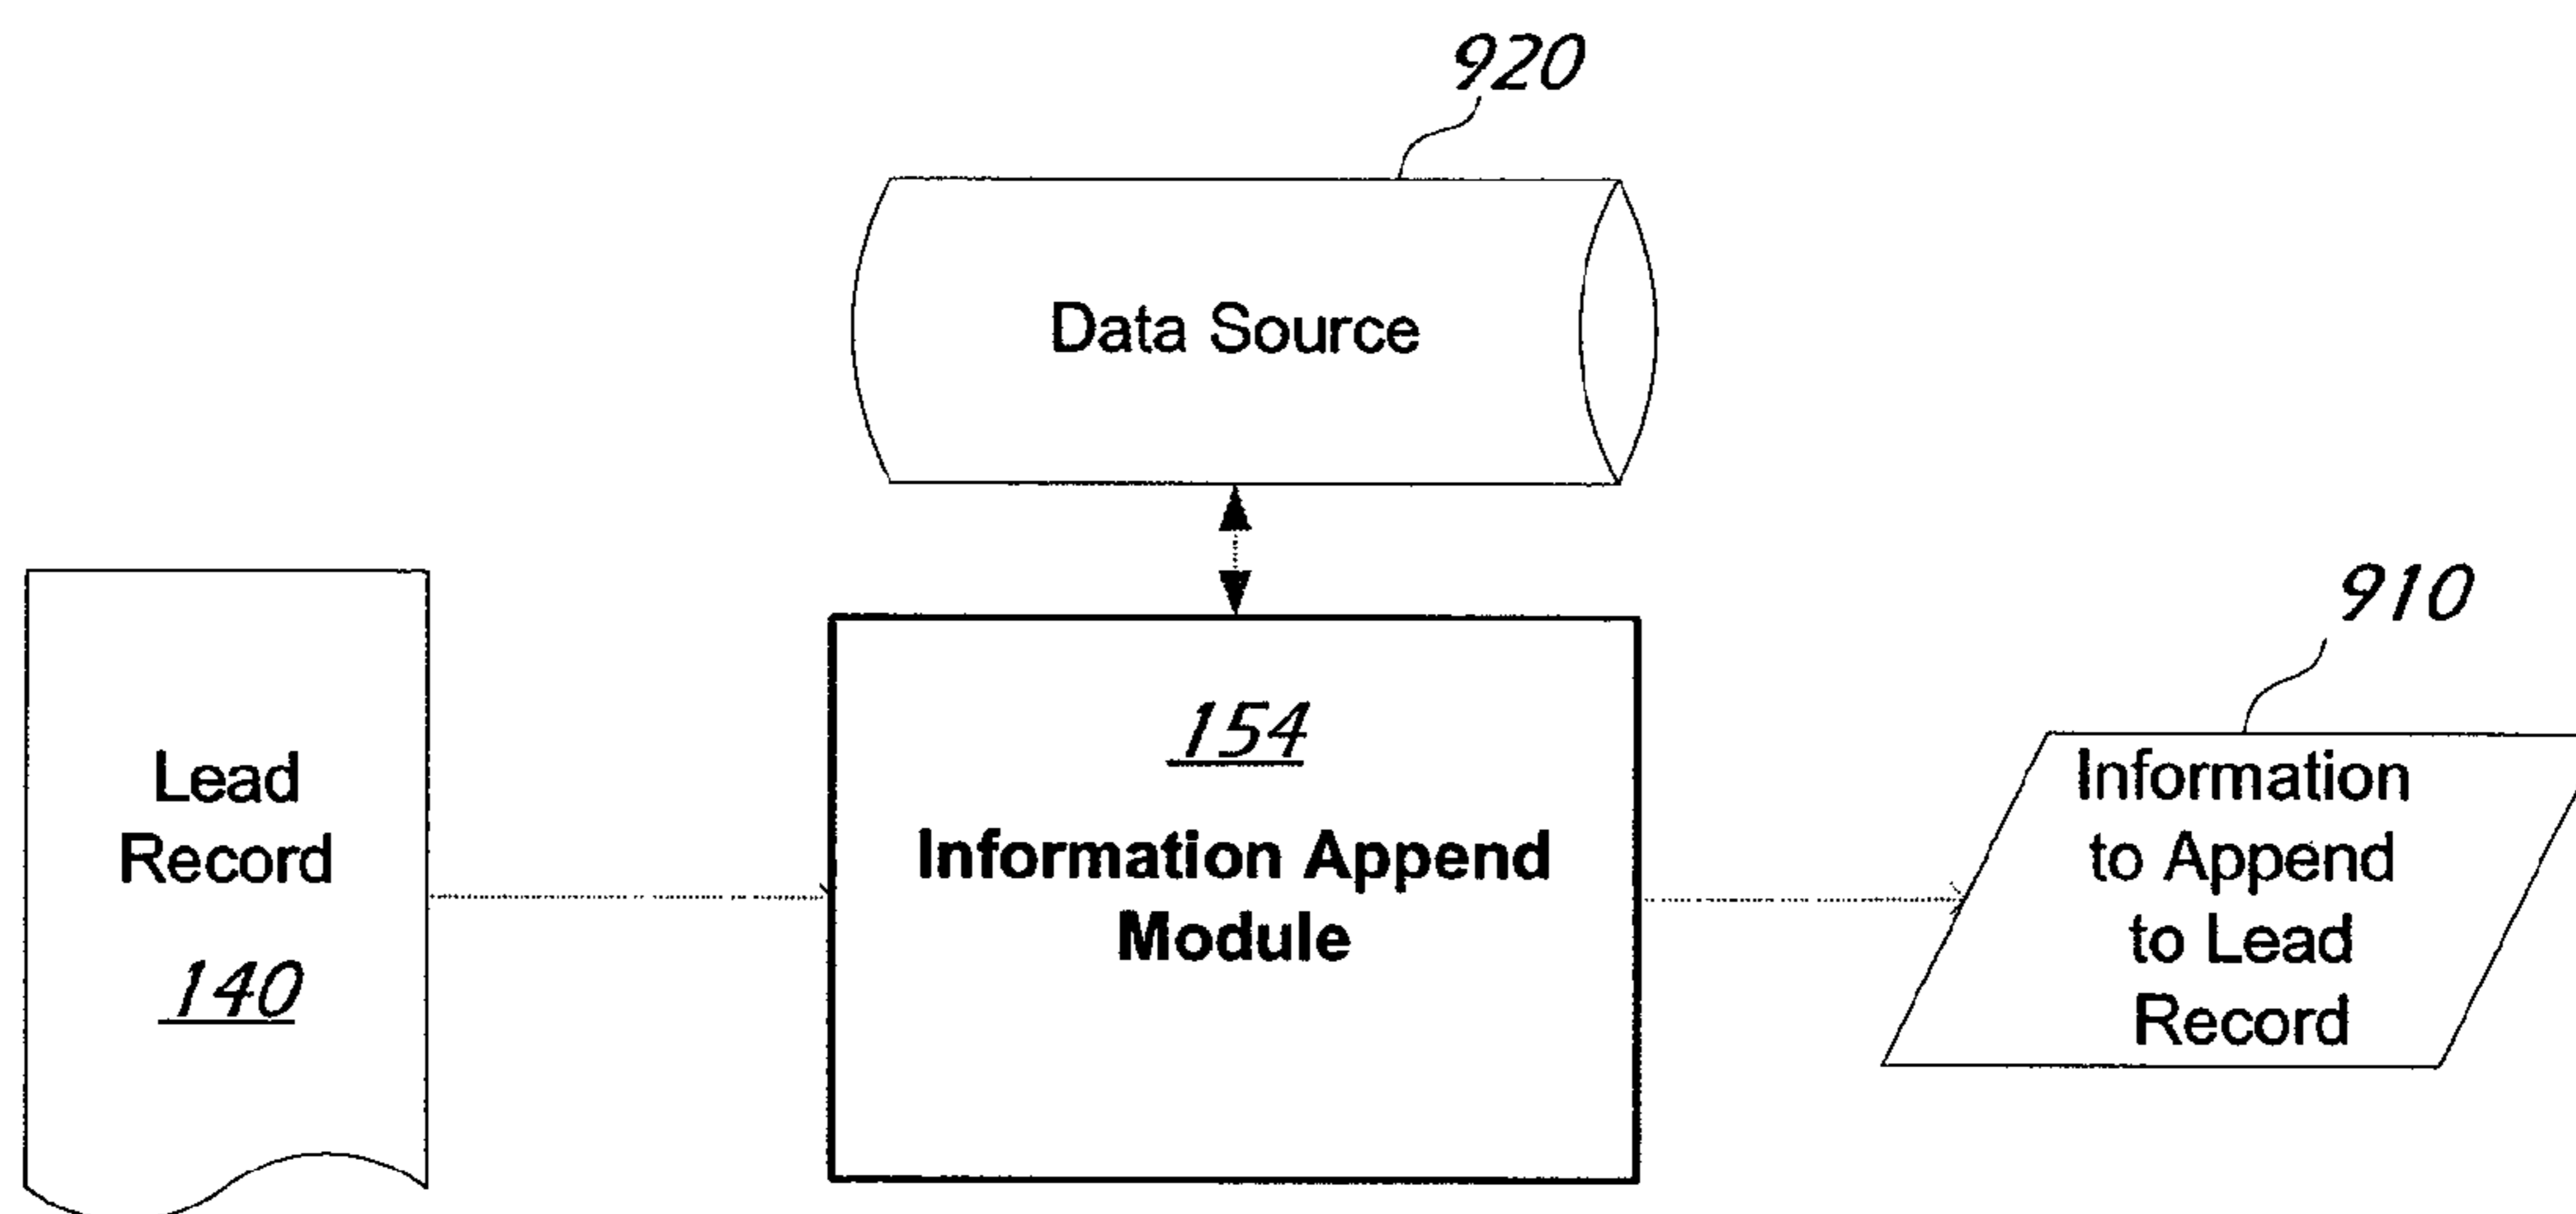 920
Data Source
Lead
Record
140
154
Information Append
Module
910
Information
to Append
to Lead
Record